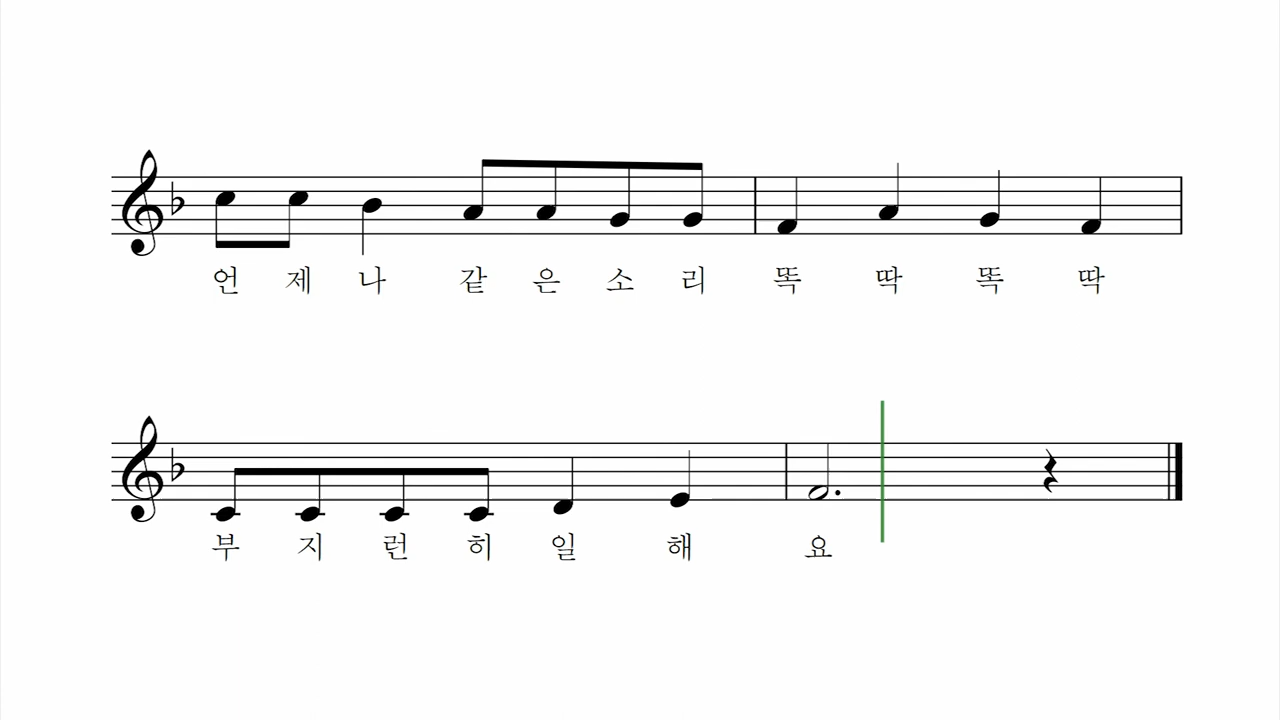 언 제 나 같 은 소 리 똑 딱 똑 딱
부 지 런 히 일 해 요